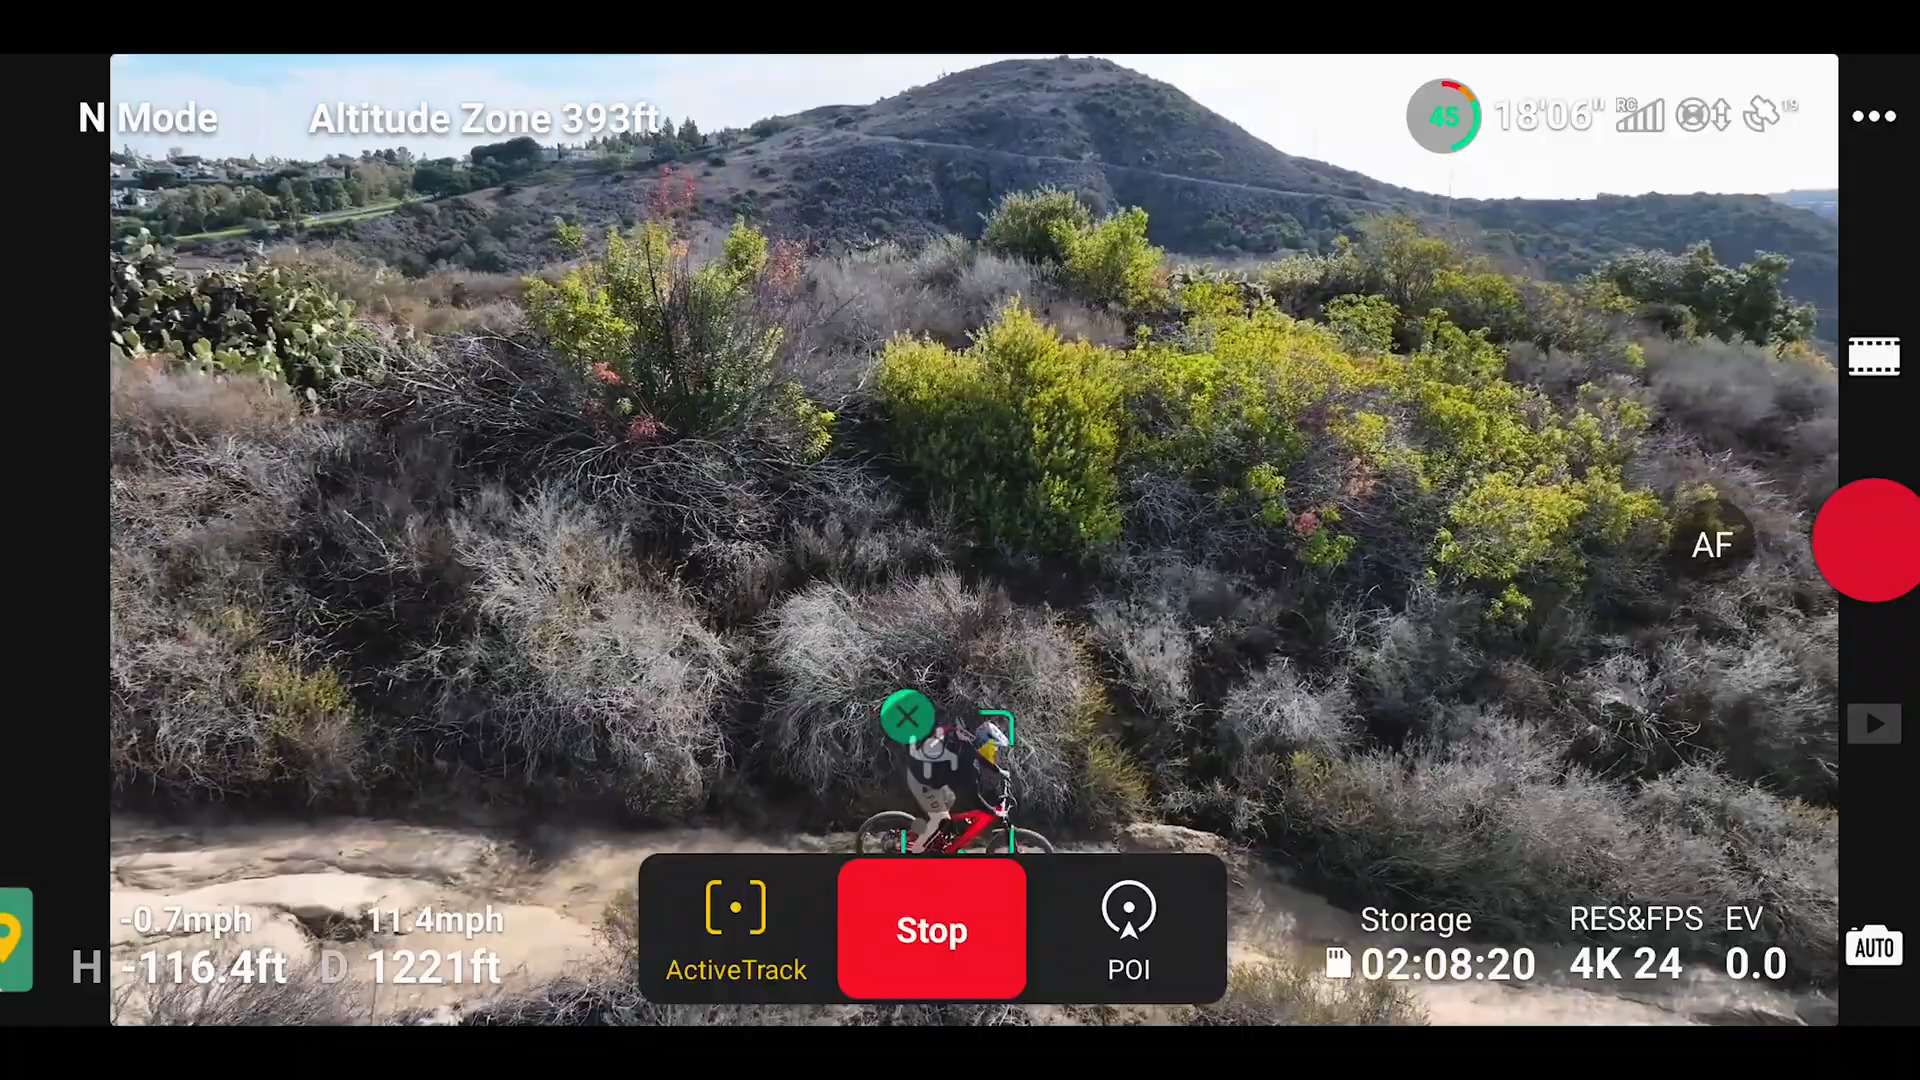 N Mode
Altitude Zone 393ft
45
18'06"
RC
19
AF
-0.7mph
11.4mph
H -116.4ft
D 1221ft
ActiveTrack
Stop
POI
Storage
02:08:20
RES&FPS
4K 24
EV
0.0
AUTO